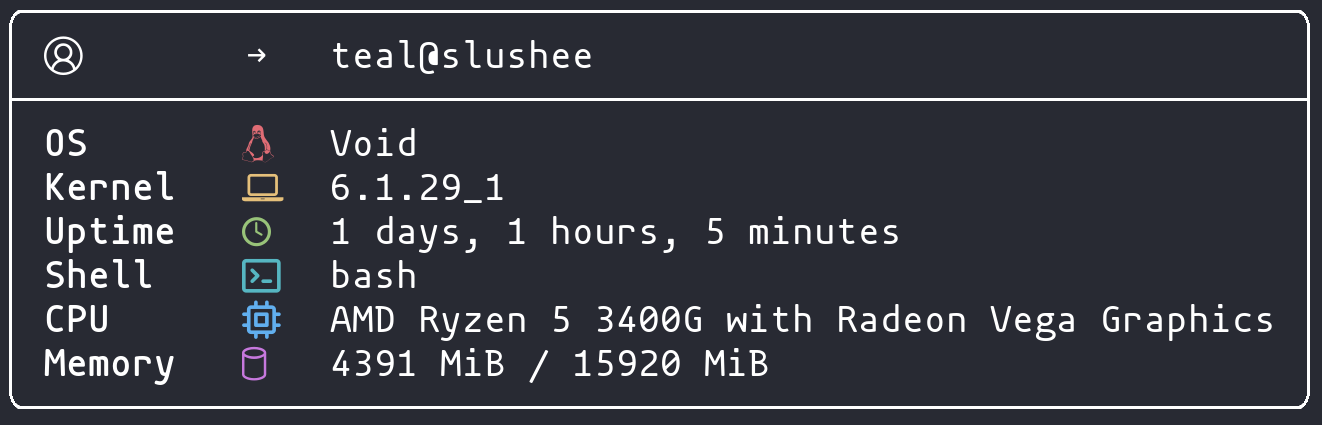 → teal@slushee
OS Void
Kernel 6.1.29_1
Uptime 1 days, 1 hours, 5 minutes
Shell bash
CPU AMD Ryzen 5 3400G with Radeon Vega Graphics
Memory 4391 MiB / 15920 MiB